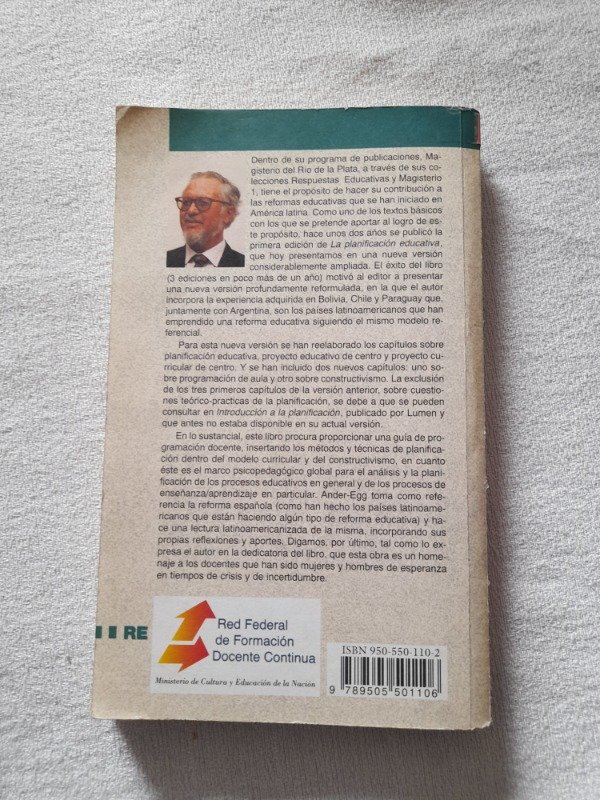 Dentro de su programa de publicaciones, Ma-
gisterio del Río de la Plata, a través de sus co-
lecciones Respuestas Educativas y Magisterio
1, tiene el propósito de hacer su contribución a
las reformas educativas que se han iniciado en
América latina. Como uno de los textos básicos
con los que se pretende aportar al logro de es-
te propósito, hace unos dos años se publicó la
primera edición de La planificación educativa,
que hoy presentamos en una nueva versión
considerablemente ampliada. El éxito del libro
(3 ediciones en poco más de un año) motivó al editor a presentar
una nueva versión profundamente reformulada, en la que el autor
incorpora la experiencia adquirida en Bolivia, Chile y Paraguay que,
juntamente con Argentina, son los países latinoamericanos que han
emprendido una reforma educativa siguiendo el mismo modelo re-
ferencial.
Para esta nueva versión se han reelaborado los capítulos sobre
planificación educativa, proyecto educativo de centro y proyecto cu-
rricular de centro. Y se han incluido dos nuevos capítulos: uno so-
bre programación de aula y otro sobre constructivismo. La exclusión
de los tres primeros capítulos de la versión anterior, sobre cuestio-
nes teórico-practicas de la planificación, se debe a que se pueden
consultar en Introducción a la planificación, publicado por Lumen y
que antes no estaba disponible en su actual versión.
En lo sustancial, este libro procura proporcionar una guía de pro-
gramación docente, insertando los métodos y técnicas de planifica-
ción dentro del modelo curricular y del constructivismo, en cuanto
éste es el marco psicopedagógico global para el análisis y la plani-
ficación de los procesos educativos en general y de los procesos de
enseñanza/aprendizaje en particular. Ander-Egg toma como refe-
rencia la reforma española (como han hecho los países latinoame-
ricanos que están haciendo algún tipo de reforma educativa) y ha-
ce una lectura latinoamericanizada de la misma, incorporando sus
propias reflexiones y aportes. Digamos, por último, tal como lo ex-
presa el autor en la dedicatoria del libro, que esta obra es un home-
naje a los docentes que han sido mujeres y hombres de esperanza
en tiempos de crisis y de incertidumbre.
RE
Red Federal
de Formación
Docente Continua
Ministerio de Cultura y Educación de la Nación
ISBN 950-550-110-2
9 789505 501106